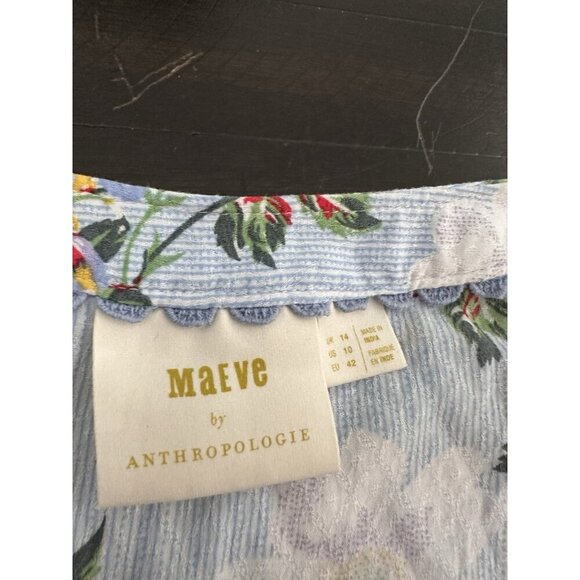 MaEVe
by
ANTHROPOLOGIE
UK 14
US 10
EU 42
MADE IN
INDIA
FABRIQUÉ
EN INDE